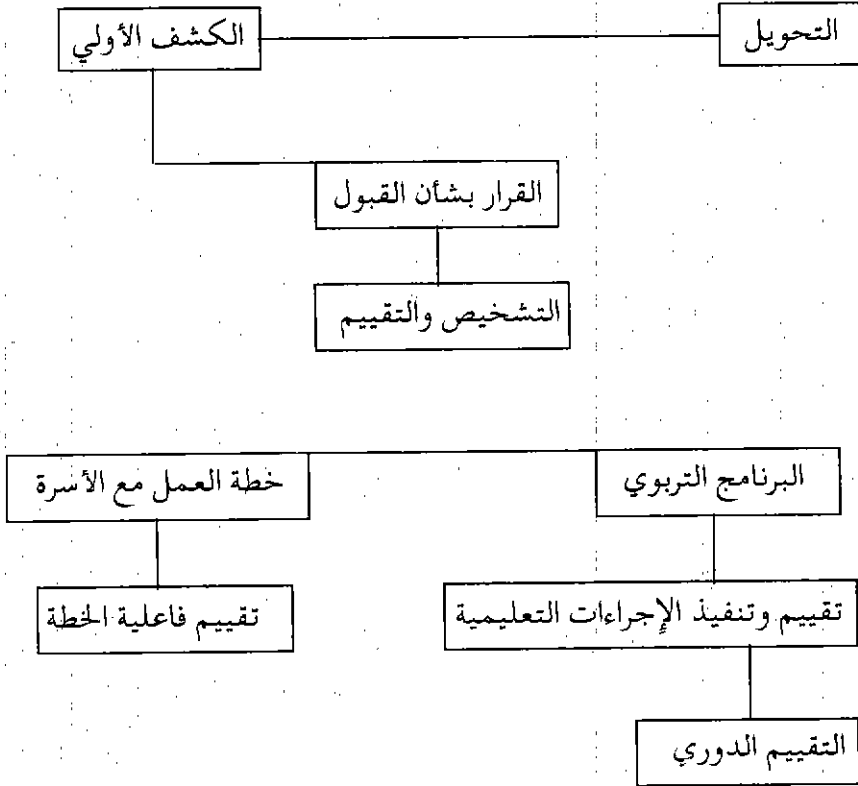 التحويل
الكشف الأولي
القرار بشأن القبول
التشخيص والتقييم
البرنامج التربوي
خطة العمل مع الأسرة
تقييم وتنفيذ الإجراءات التعليمية
تقييم فاعلية الخطة
التقييم الدوري